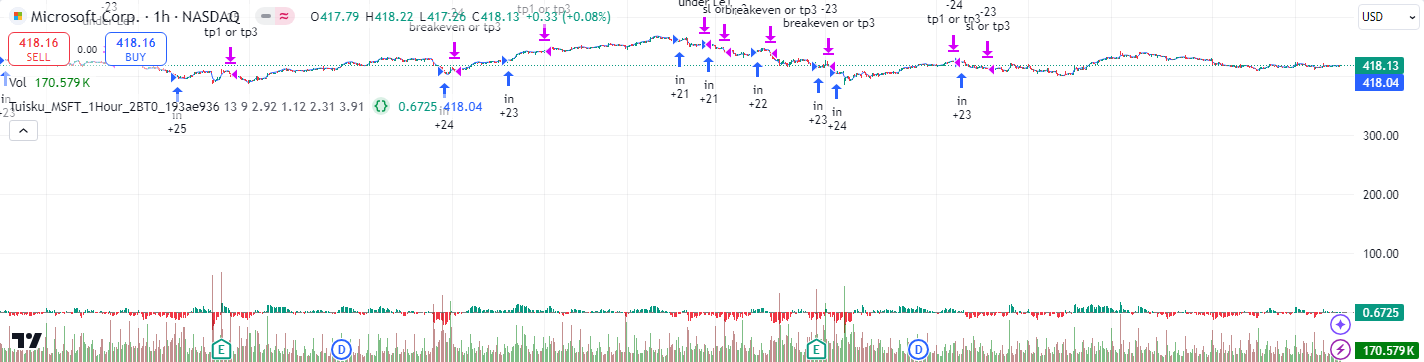 Microsoft Corp. · 1h · NASDAQ
O417.79 H418.22 L417.26 C418.13 +0.33 (+0.08%)
USD
418.16
SELL
0.00
418.16
BUY
Vol 170.579 K
Tuisku_MSFT_1Hour_2BT0_193ae936 13 9 2.92 1.12 2.31 3.91 0.6725 418.04
-23
tp1 or tp3
-24
breakeven or tp3
tp1 or tp3
breakeven or tp3
-23
breakeven or tp3
-24
tp1 or tp3
-23
sl or tp3
in
+23
in
+25
in
+24
in
+23
in
+21
in
+21
in
+22
in
+23
in
+24
in
+23
418.13
418.04
300.00
200.00
100.00
0.6725
170.579 K
E
D
E
D